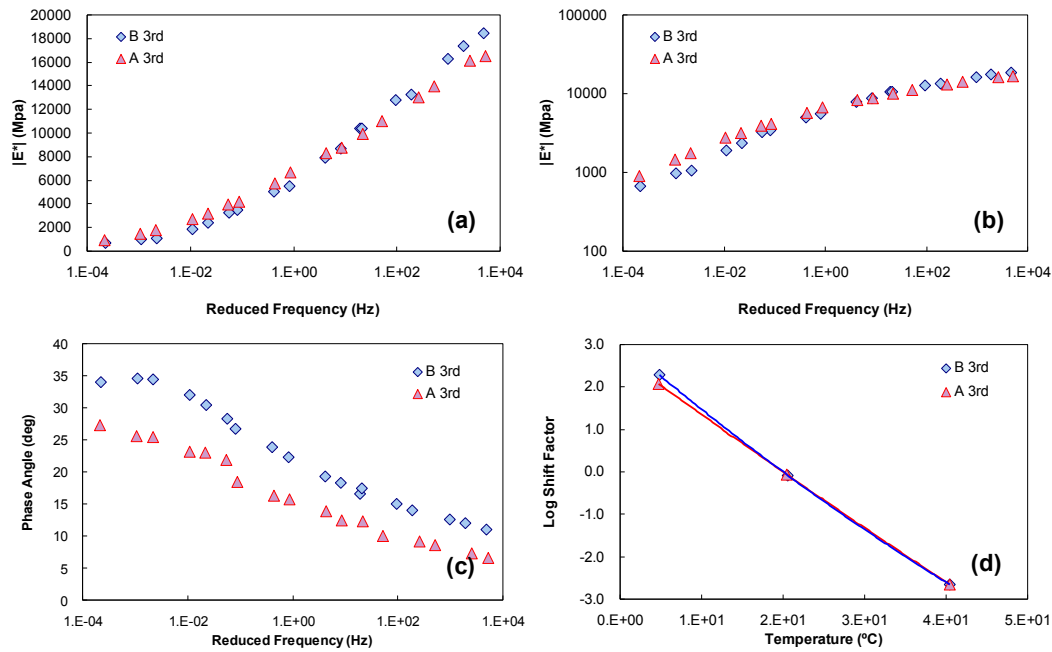 20000
18000
16000
14000
12000
10000
8000
6000
4000
2000
0
|E*| (Mpa)
B 3rd
A 3rd
(a)
1.E-04
1.E-02
1.E+00
1.E+02
1.E+04
Reduced Frequency (Hz)
100000
10000
1000
100
|E*| (Mpa)
B 3rd
A 3rd
(b)
1.E-04
1.E-02
1.E+00
1.E+02
1.E+04
Reduced Frequency (Hz)
40
35
30
25
20
15
10
5
0
Phase Angle (deg)
B 3rd
A 3rd
(c)
1.E-04
1.E-02
1.E+00
1.E+02
1.E+04
Reduced Frequency (Hz)
3.0
2.0
1.0
0.0
-1.0
-2.0
-3.0
Log Shift Factor
B 3rd
A 3rd
(d)
0.E+00
1.E+01
2.E+01
3.E+01
4.E+01
5.E+01
Temperature (ºC)